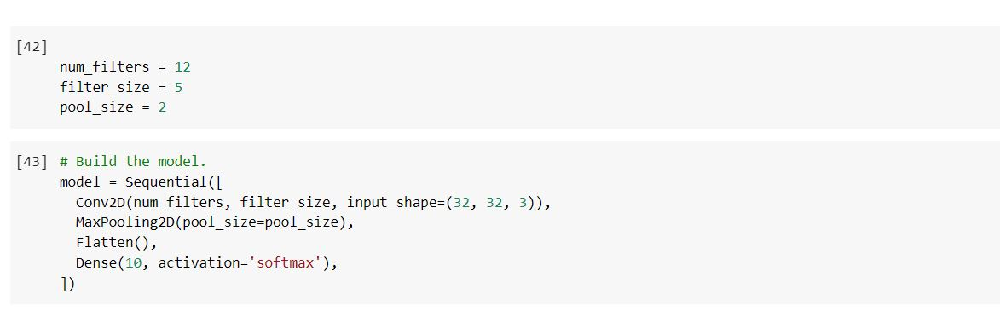 [42]
num_filters = 12
filter_size = 5
pool_size = 2
[43] # Build the model.
model = Sequential([
  Conv2D(num_filters, filter_size, input_shape=(32, 32, 3)),
  MaxPooling2D(pool_size=pool_size),
  Flatten(),
  Dense(10, activation='softmax'),
])